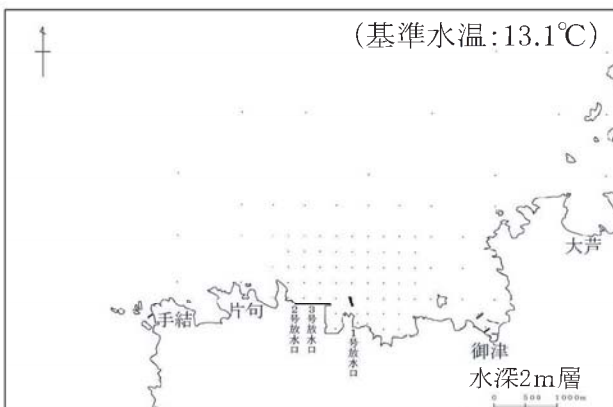 (基準水温:13.1℃)
大芦
手結
片句
2号放水口
3号放水口
1号放水口
御津
水深2m層
0 500 1000m